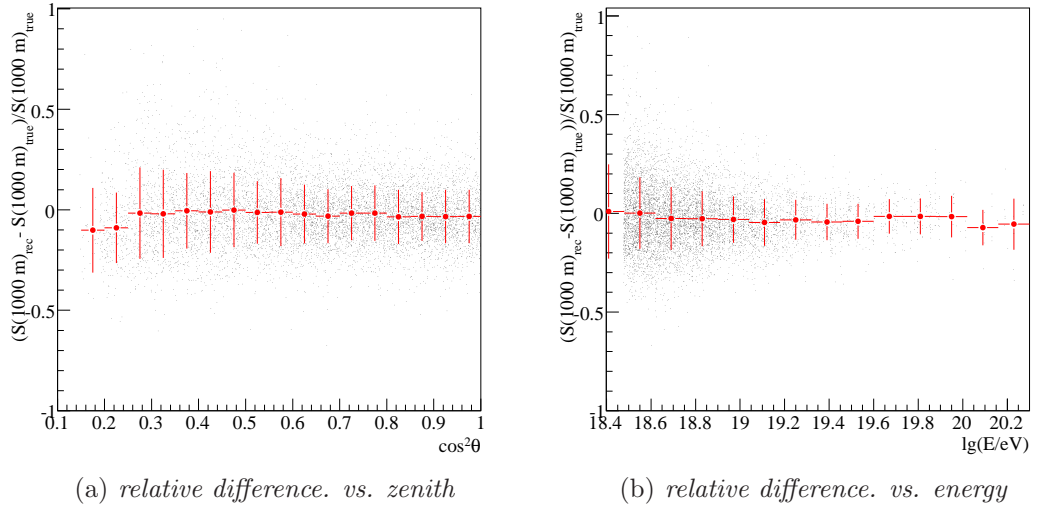 (S(1000 m)rec- S(1000 m)true)/S(1000 m)true
1
0.5
0
-0.5
-1
0.1 0.2 0.3 0.4 0.5 0.6 0.7 0.8 0.9 1
cos²θ
(a) relative difference. vs. zenith
(S(1000 m)rec-S(1000 m)true))/S(1000 m)true
1
0.5
0
-0.5
-1
18.4 18.6 18.8 19 19.2 19.4 19.6 19.8 20 20.2
lg(E/eV)
(b) relative difference. vs. energy